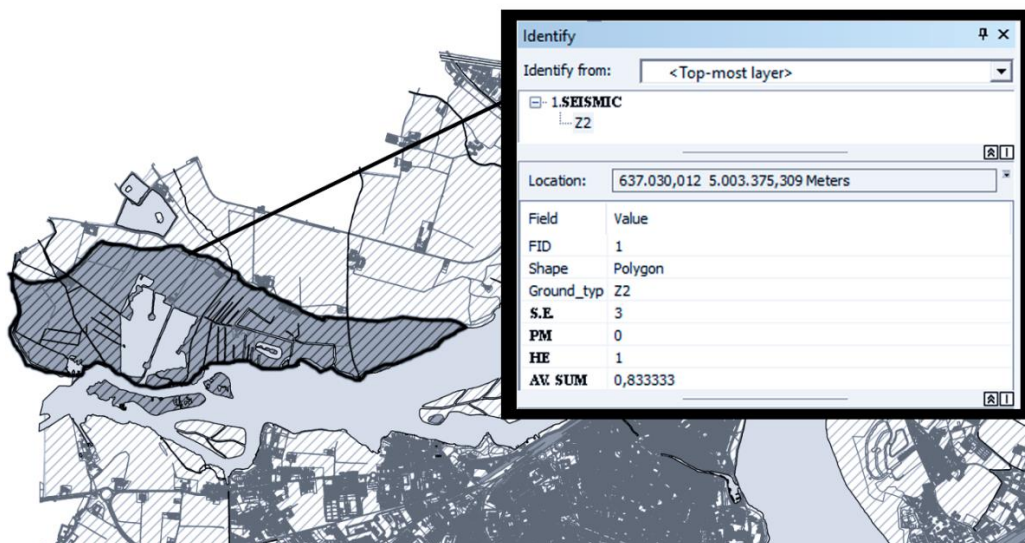 Identify
Identify from: <Top-most layer>
1.SEISMIC
Z2
Location: 637.030,012 5.003.375,309 Meters
Field Value
FID 1
Shape Polygon
Ground_typ Z2
S.E. 3
PM 0
HE 1
AV. SUM 0,833333